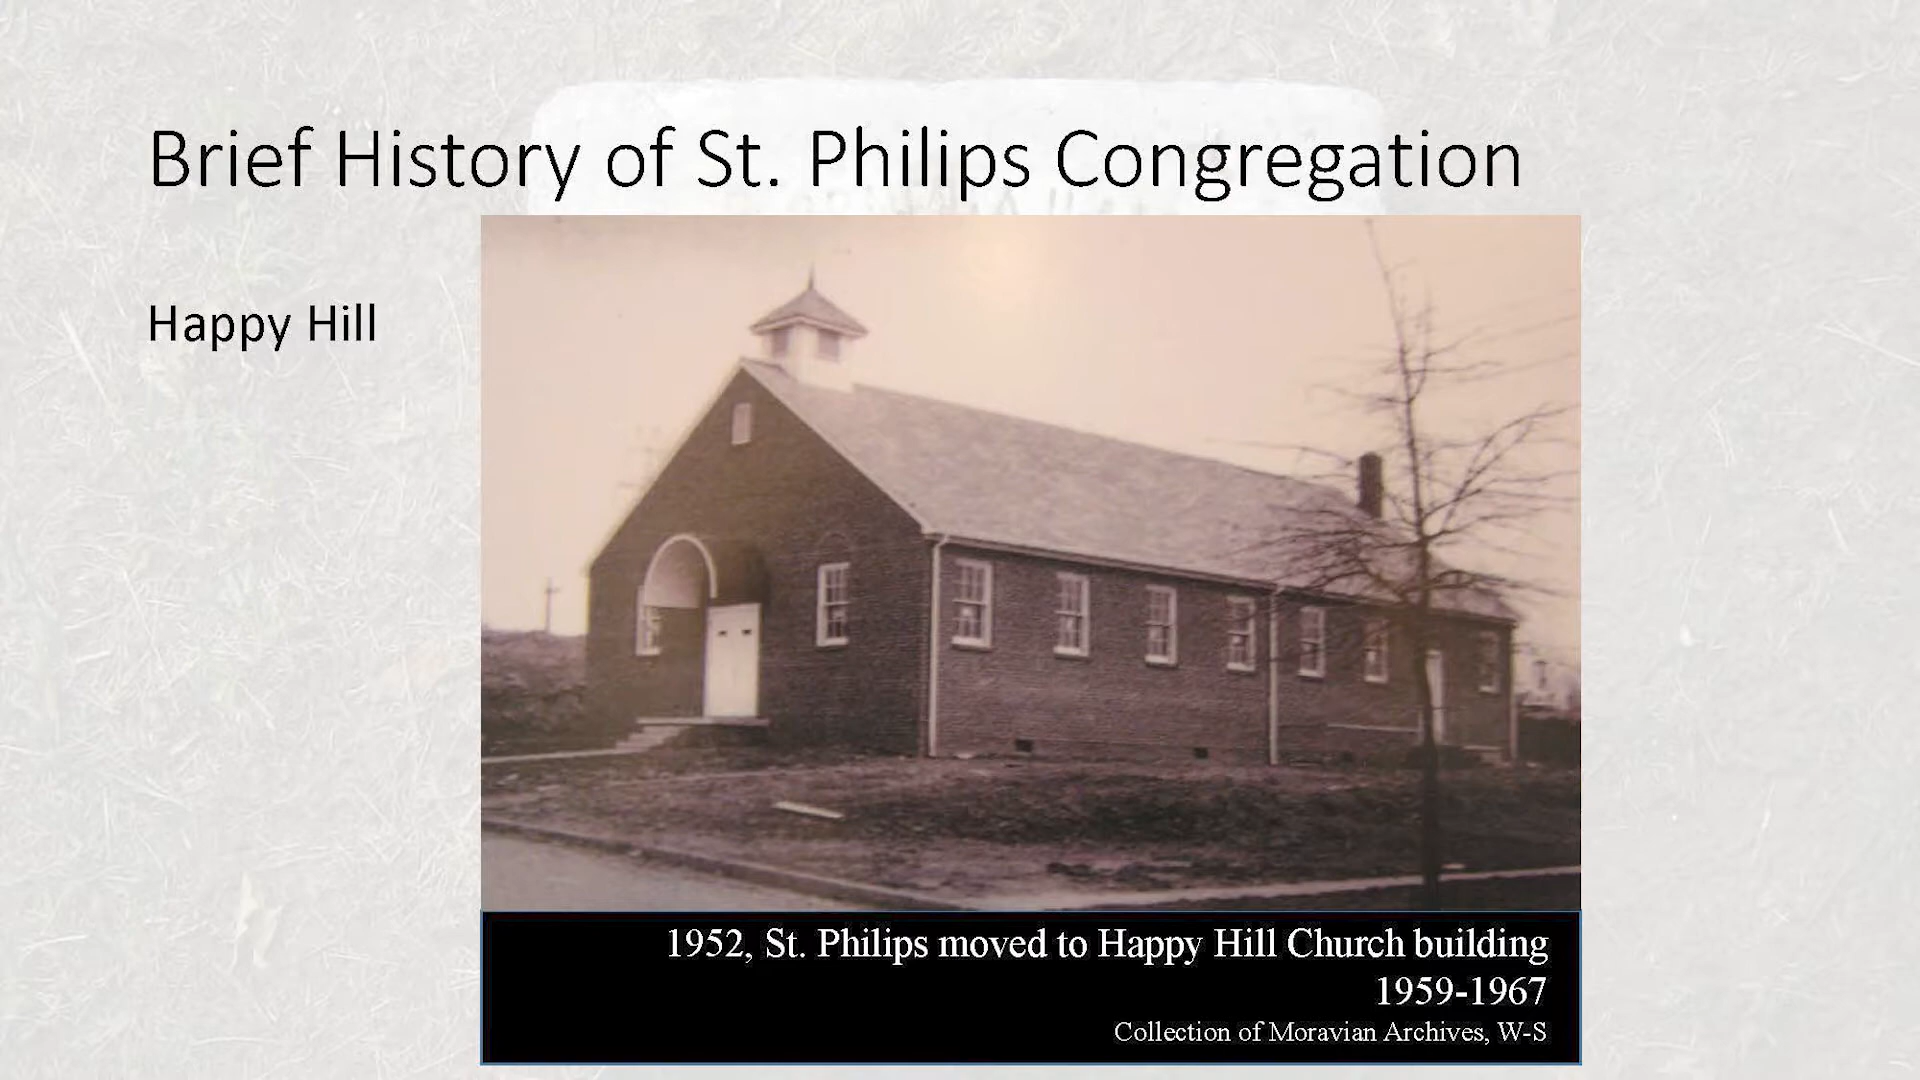 Brief History of St. Philips Congregation
Happy Hill
1952, St. Philips moved to Happy Hill Church building
1959-1967
Collection of Moravian Archives, W-S